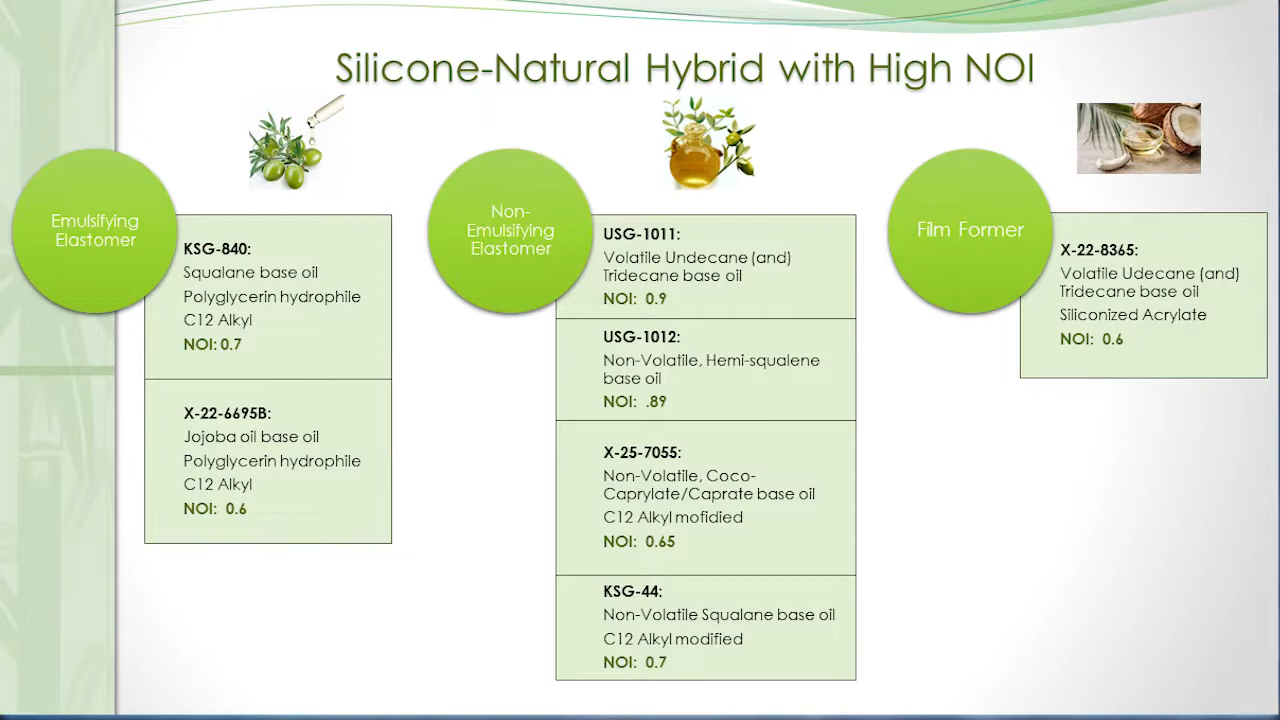 Silicone-Natural Hybrid with High NOI
Emulsifying
Elastomer
KSG-840:
Squalane base oil
Polyglycerin hydrophile
C12 Alkyl
NOI: 0.7
X-22-6695B:
Jojoba oil base oil
Polyglycerin hydrophile
C12 Alkyl
NOI: 0.6
Non-
Emulsifying
Elastomer
USG-1011:
Volatile Undecane (and)
Tridecane base oil
NOI: 0.9
USG-1012:
Non-Volatile, Hemi-squalene
base oil
NOI: .89
X-25-7055:
Non-Volatile, Coco-
Caprylate/Caprate base oil
C12 Alkyl mofidied
NOI: 0.65
KSG-44:
Non-Volatile Squalane base oil
C12 Alkyl modified
NOI: 0.7
Film Former
X-22-8365:
Volatile Udecane (and)
Tridecane base oil
Siliconized Acrylate
NOI: 0.6